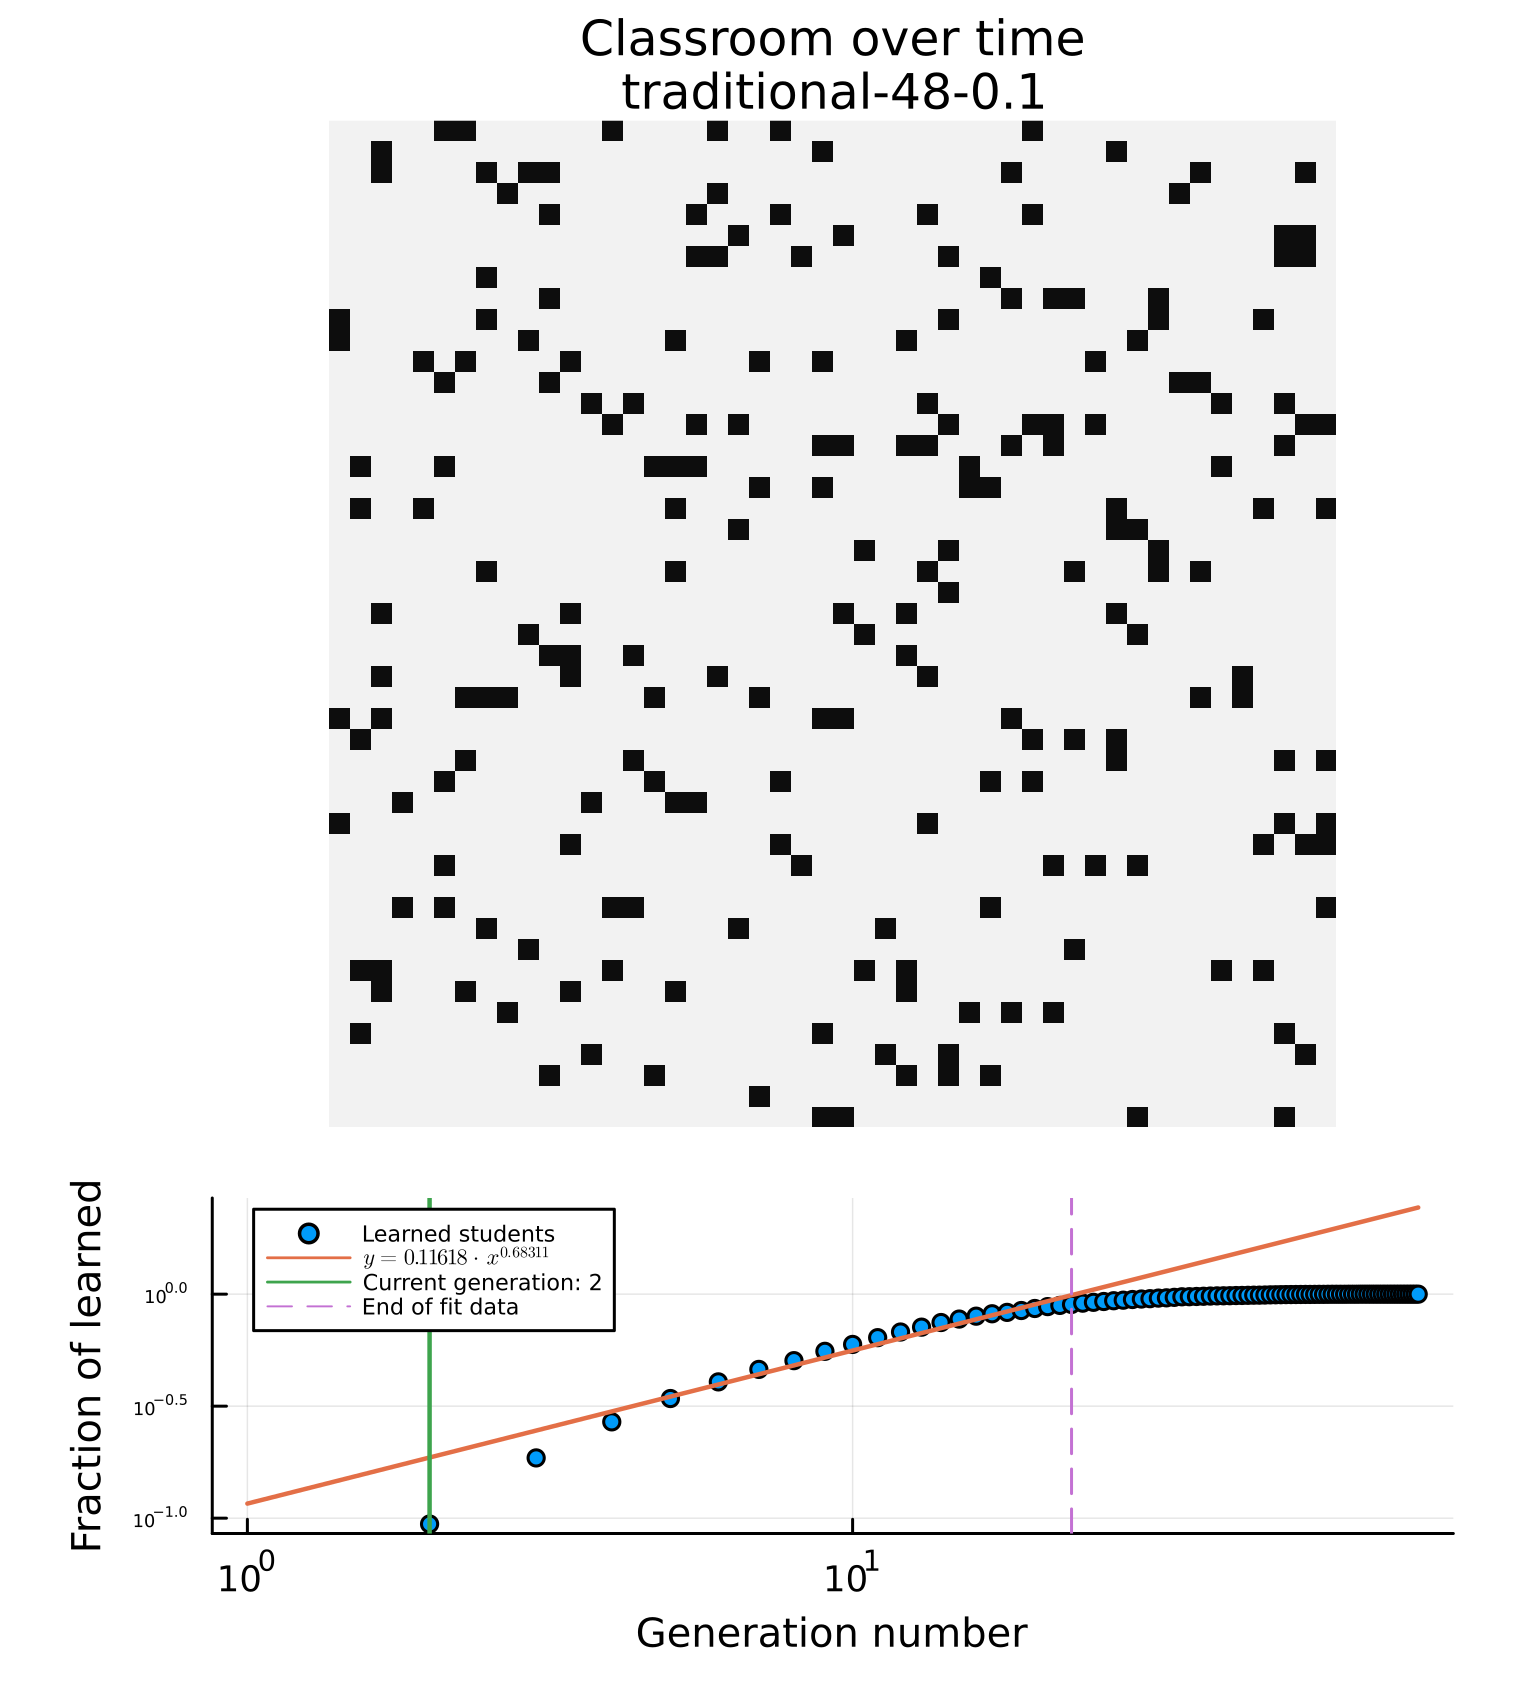 Classroom over time
traditional-48-0.1
Fraction of learned
Learned students
y = 0.11618 · x^0.68311
Current generation: 2
End of fit data
10^0.0
10^−0.5
10^−1.0
10^0
10^1
Generation number